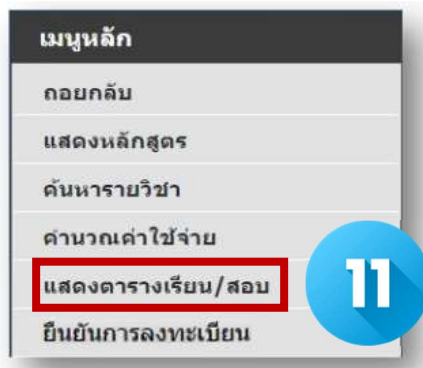 เมนูหลัก
ถอยกลับ
แสดงหลักสูตร
ค้นหารายวิชา
คำนวณค่าใช้จ่าย
แสดงตารางเรียน/สอบ
11
ยืนยันการลงทะเบียน